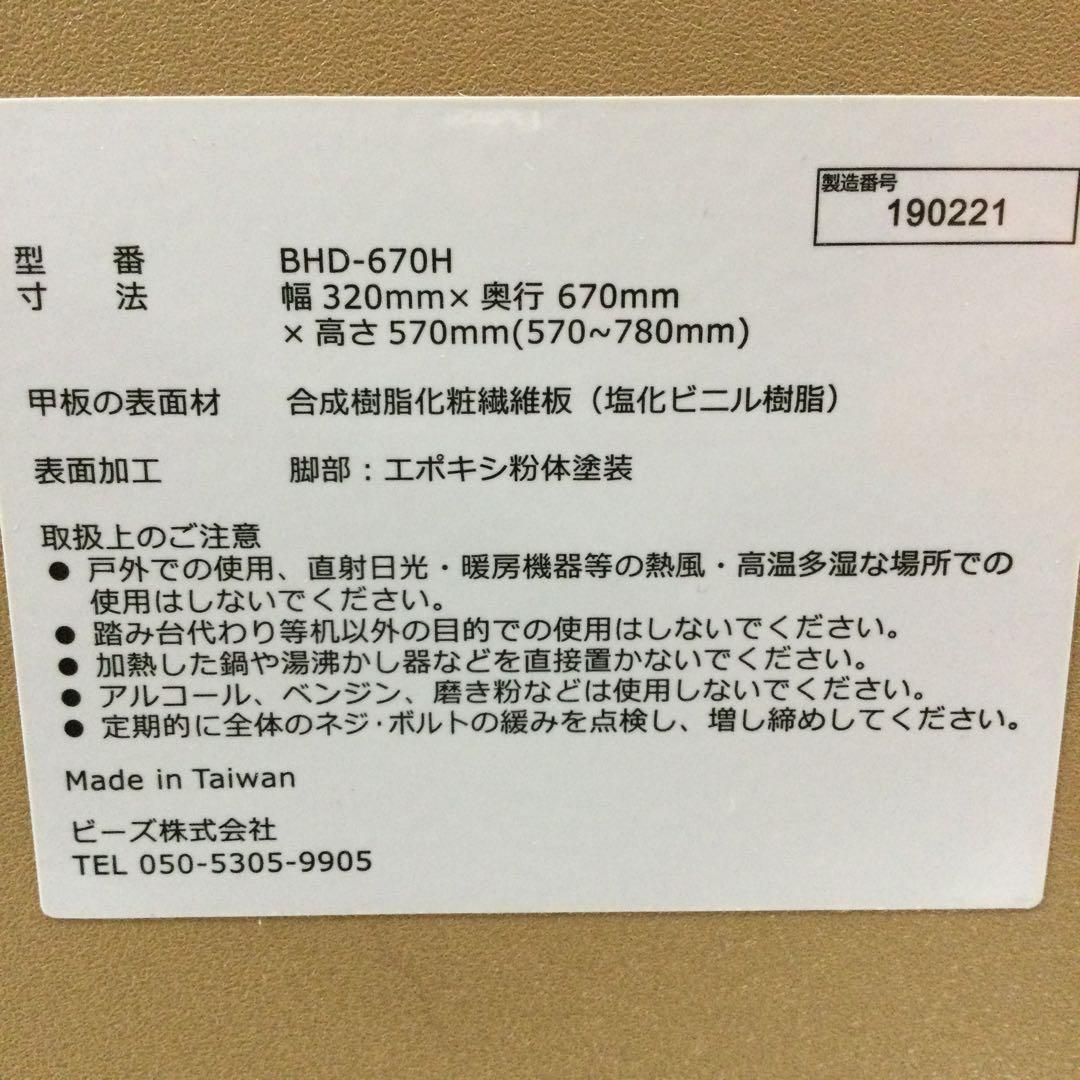 製造番号
190221
型　　番　　BHD-670H
寸　　法　　幅 320mm× 奥行 670mm
× 高さ 570mm(570~780mm)
甲板の表面材　　合成樹脂化粧繊維板（塩化ビニル樹脂）
表面加工　　脚部：エポキシ粉体塗装
取扱上のご注意
● 戸外での使用、直射日光・暖房機器等の熱風・高温多湿な場所での
使用はしないでください。
● 踏み台代わり等机以外の目的での使用はしないでください。
● 加熱した鍋や湯沸かし器などを直接置かないでください。
● アルコール、ベンジン、磨き粉などは使用しないでください。
● 定期的に全体のネジ・ボルトの緩みを点検し、増し締めしてください。
Made in Taiwan
ビーズ株式会社
TEL 050-5305-9905